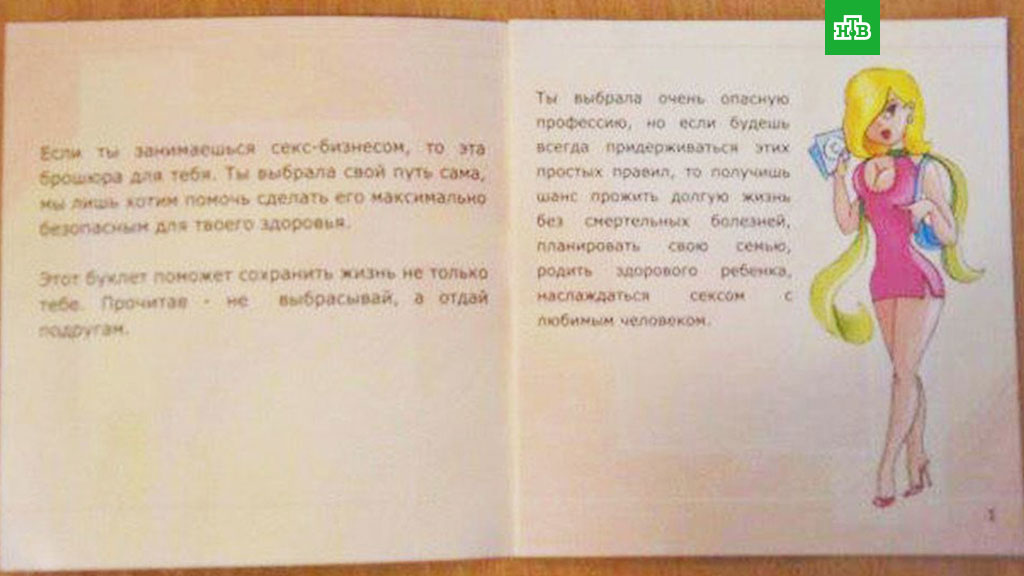 Если ты занимаешься секс-бизнесом, то эта
брошюра для тебя. Ты выбрала свой путь сама,
мы лишь хотим помочь сделать его максимально
безопасным для твоего здоровья.
Этот буклет поможет сохранить жизнь не только
тебе. Прочитав - не выбрасывай, а отдай
подругам.
НТВ
Ты выбрала очень опасную
профессию, но если будешь
всегда придерживаться этих
простых правил, то получишь
шанс прожить долгую жизнь
без смертельных болезней,
планировать свою семью,
родить здорового ребенка,
наслаждаться сексом с
любимым человеком.
1